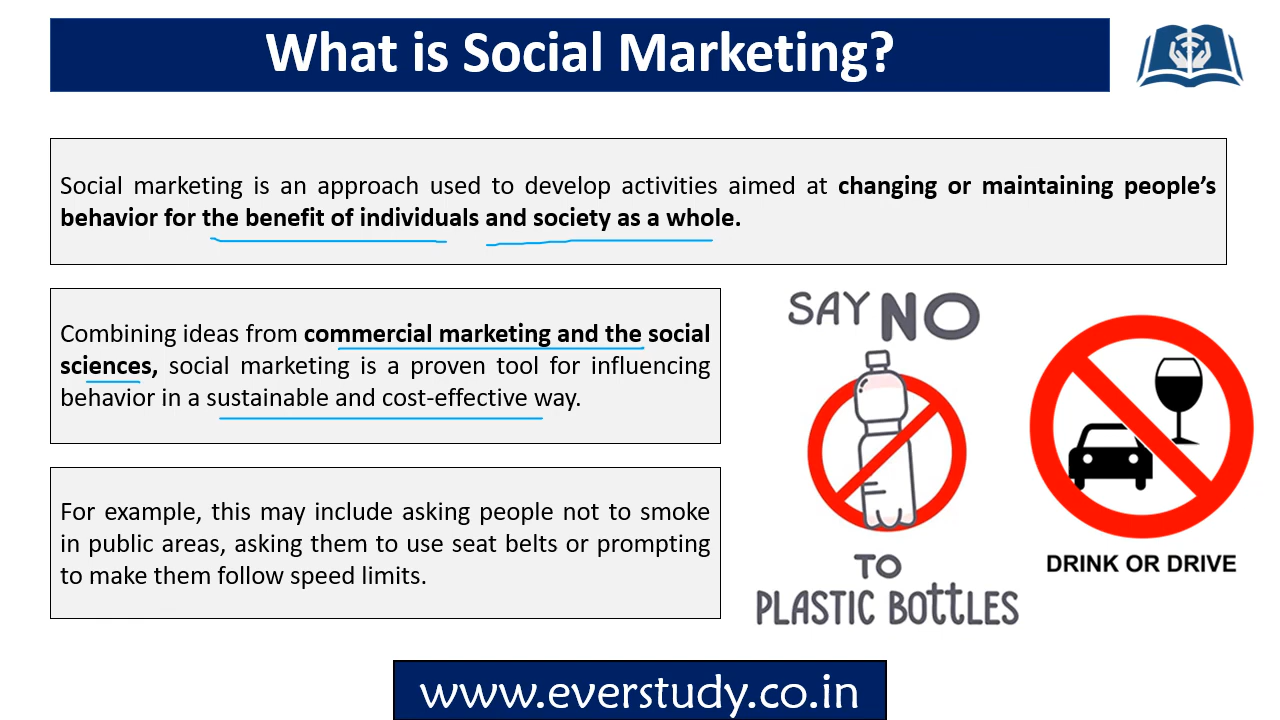 What is Social Marketing?
Social marketing is an approach used to develop activities aimed at changing or maintaining people’s
behavior for the benefit of individuals and society as a whole.
Combining ideas from commercial marketing and the social
sciences, social marketing is a proven tool for influencing
behavior in a sustainable and cost-effective way.
For example, this may include asking people not to smoke
in public areas, asking them to use seat belts or prompting
to make them follow speed limits.
SAY NO
TO
PLASTIC BOTTLES
DRINK OR DRIVE
www.everstudy.co.in